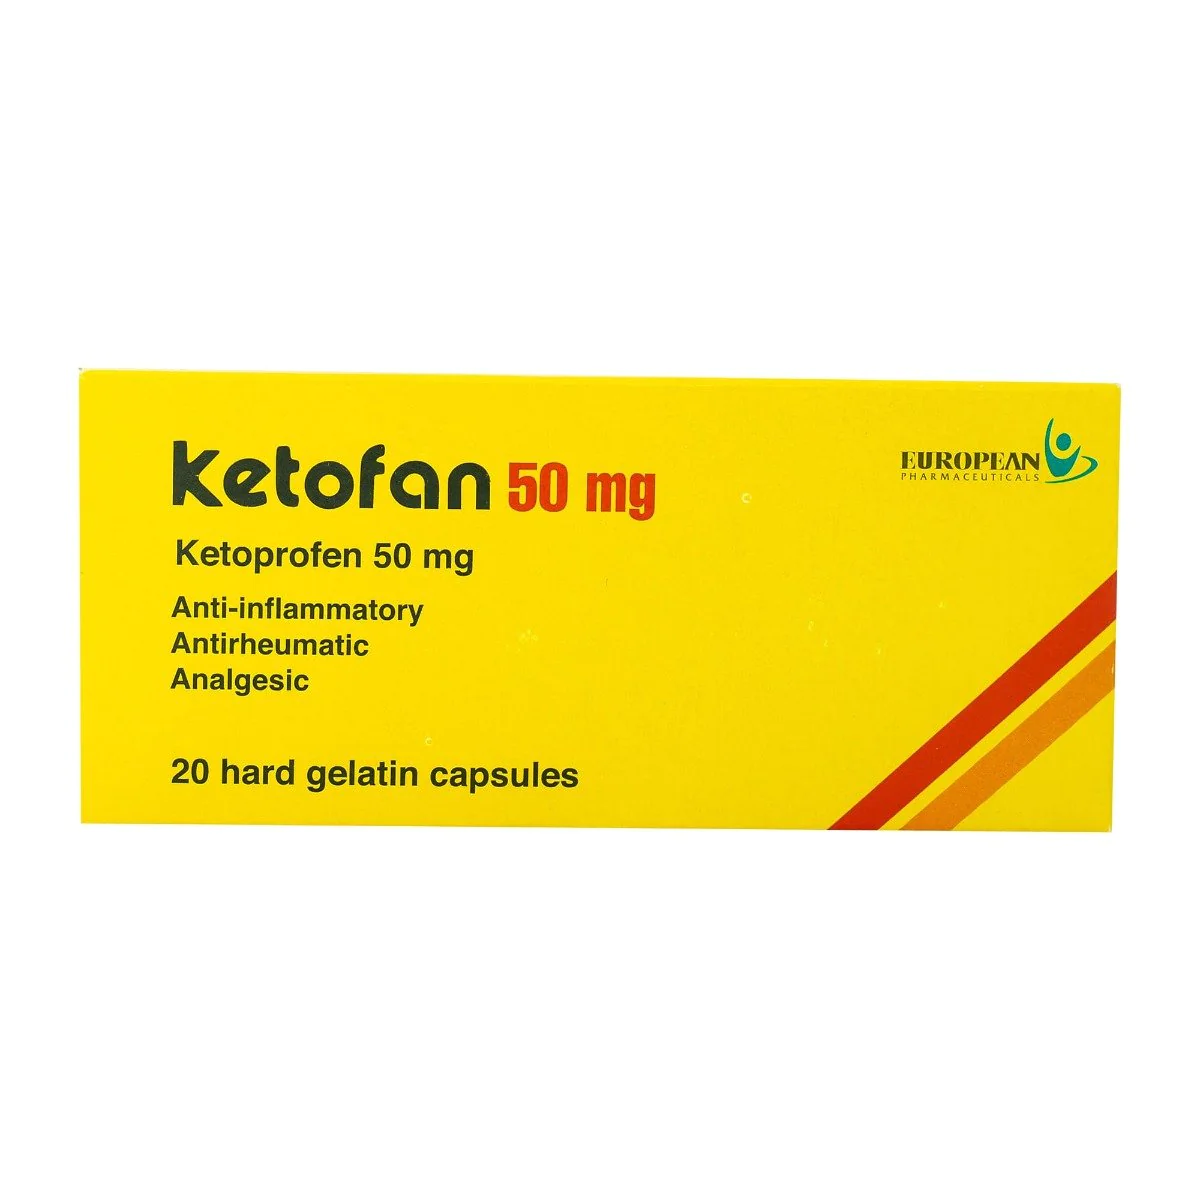 ketofan 50 mg
EUROPEAN
PHARMACEUTICALS
Ketoprofen 50 mg
Anti-inflammatory
Antirheumatic
Analgesic
20 hard gelatin capsules